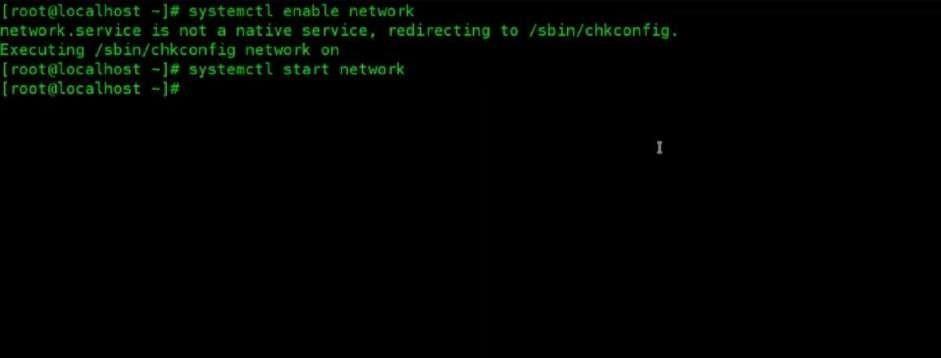 [root@localhost ~]# systemctl enable network
network.service is not a native service, redirecting to /sbin/chkconfig.
Executing /sbin/chkconfig network on
[root@localhost ~]# systemctl start network
[root@localhost ~]#